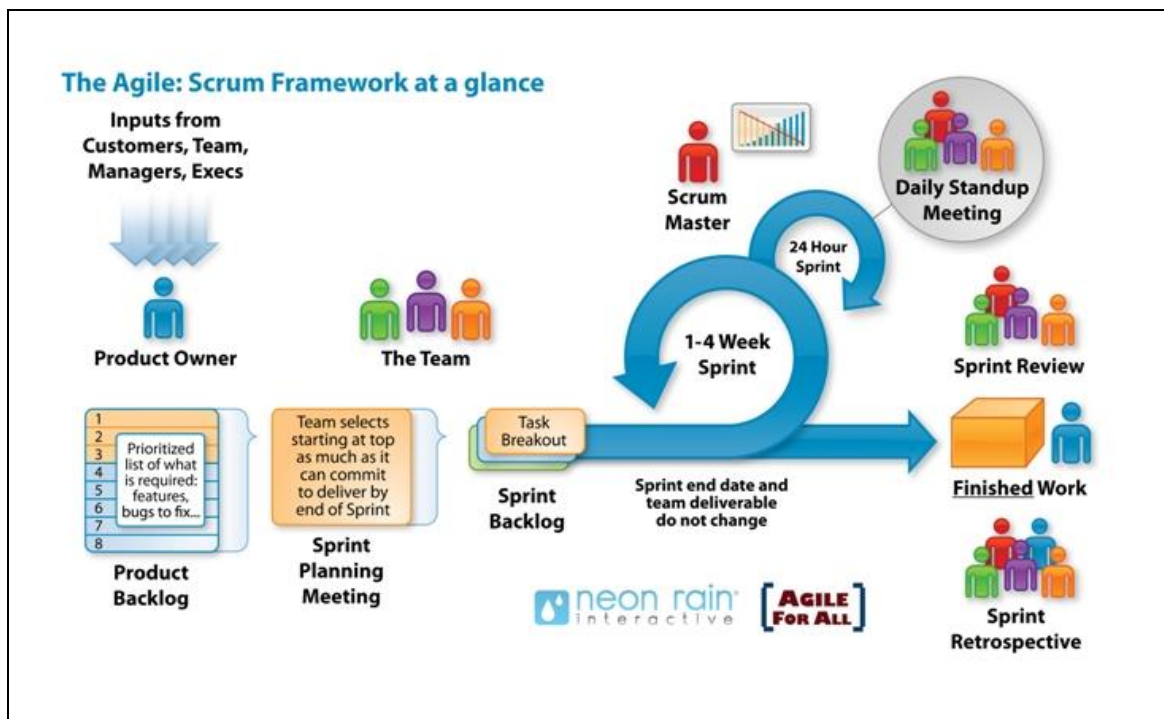 The Agile: Scrum Framework at a glance
Inputs from
Customers, Team,
Managers, Execs
Product Owner
The Team
Scrum
Master
Daily Standup
Meeting
24 Hour
Sprint
1-4 Week
Sprint
Sprint Review
1
2
3
4
5
6
7
8
Prioritized
list of what
is required:
features,
bugs to fix...
Product
Backlog
Team selects
starting at top
as much as it
can commit
to deliver by
end of Sprint
Sprint
Planning
Meeting
Task
Breakout
Sprint
Backlog
Sprint end date and
team deliverable
do not change
Finished Work
Sprint
Retrospective
neon rain®
interactive
AGILE
FOR ALL